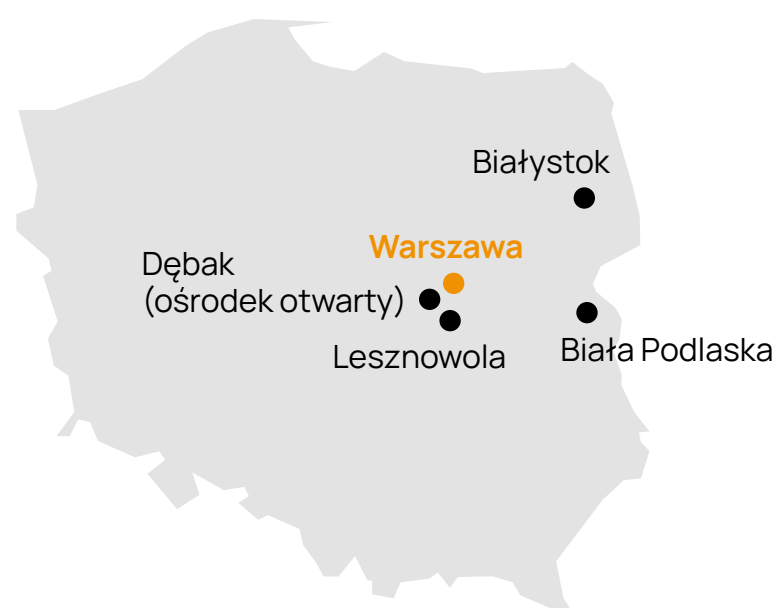 Białystok
Warszawa
Dębak
(ośrodek otwarty)
Lesznowola
Biała Podlaska